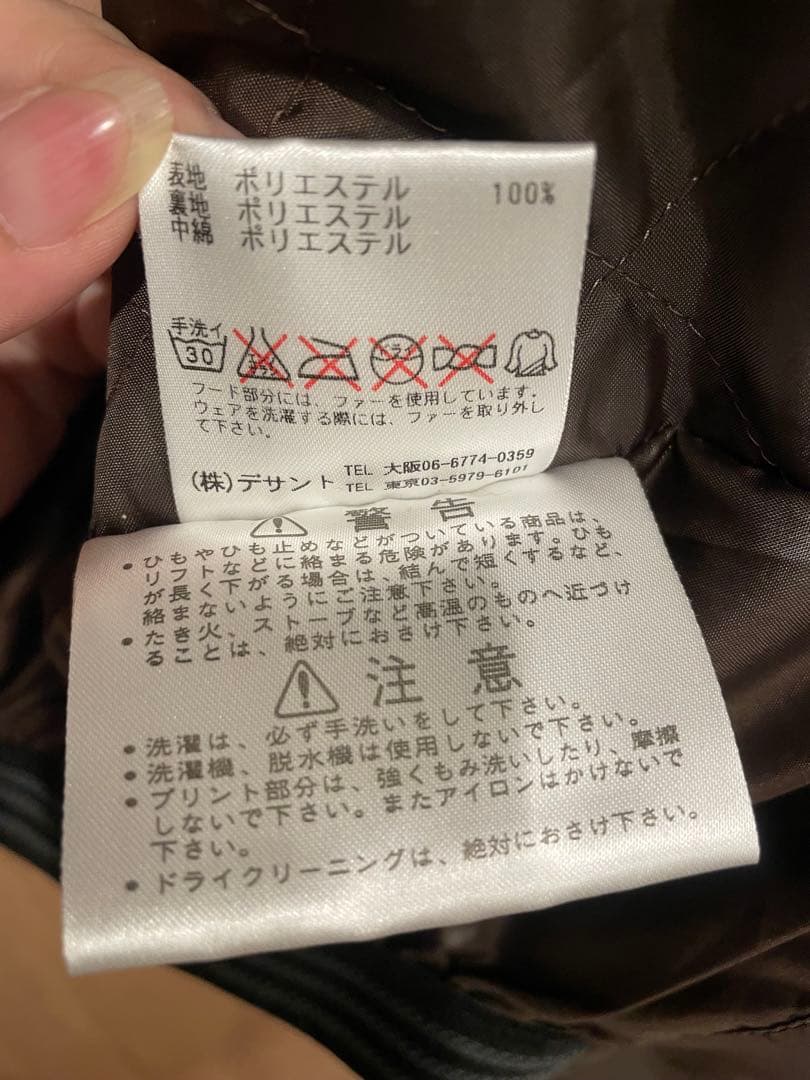 表地 ポリエステル 100%
裏地 ポリエステル
中綿 ポリエステル
手洗イ
30
エンソサラシ
ドライ
フード部分には、ファーを使用しています。
ウェアを洗濯する際には、ファーを取り外し
て下さい。
(株)デサント TEL 大阪06-6774-0359
TEL 東京03-5979-6101
警告
• ひもやひも止めなどがついている商品は、
リフトなどに絡まる危険があります。ひも
が長く下がる場合は、結んで短くするなど、
絡まないようにご注意下さい。
• たき火、ストーブなど高温のものへ近づけ
ることは、絶対におさけ下さい。
注意
• 洗濯は、必ず手洗いをして下さい。
• 洗濯機、脱水機は使用しないで下さい。
• プリント部分は、強くもみ洗いしたり、摩擦
しないで下さい。またアイロンはかけないで
下さい。
• ドライクリーニングは、絶対におさけ下さい。